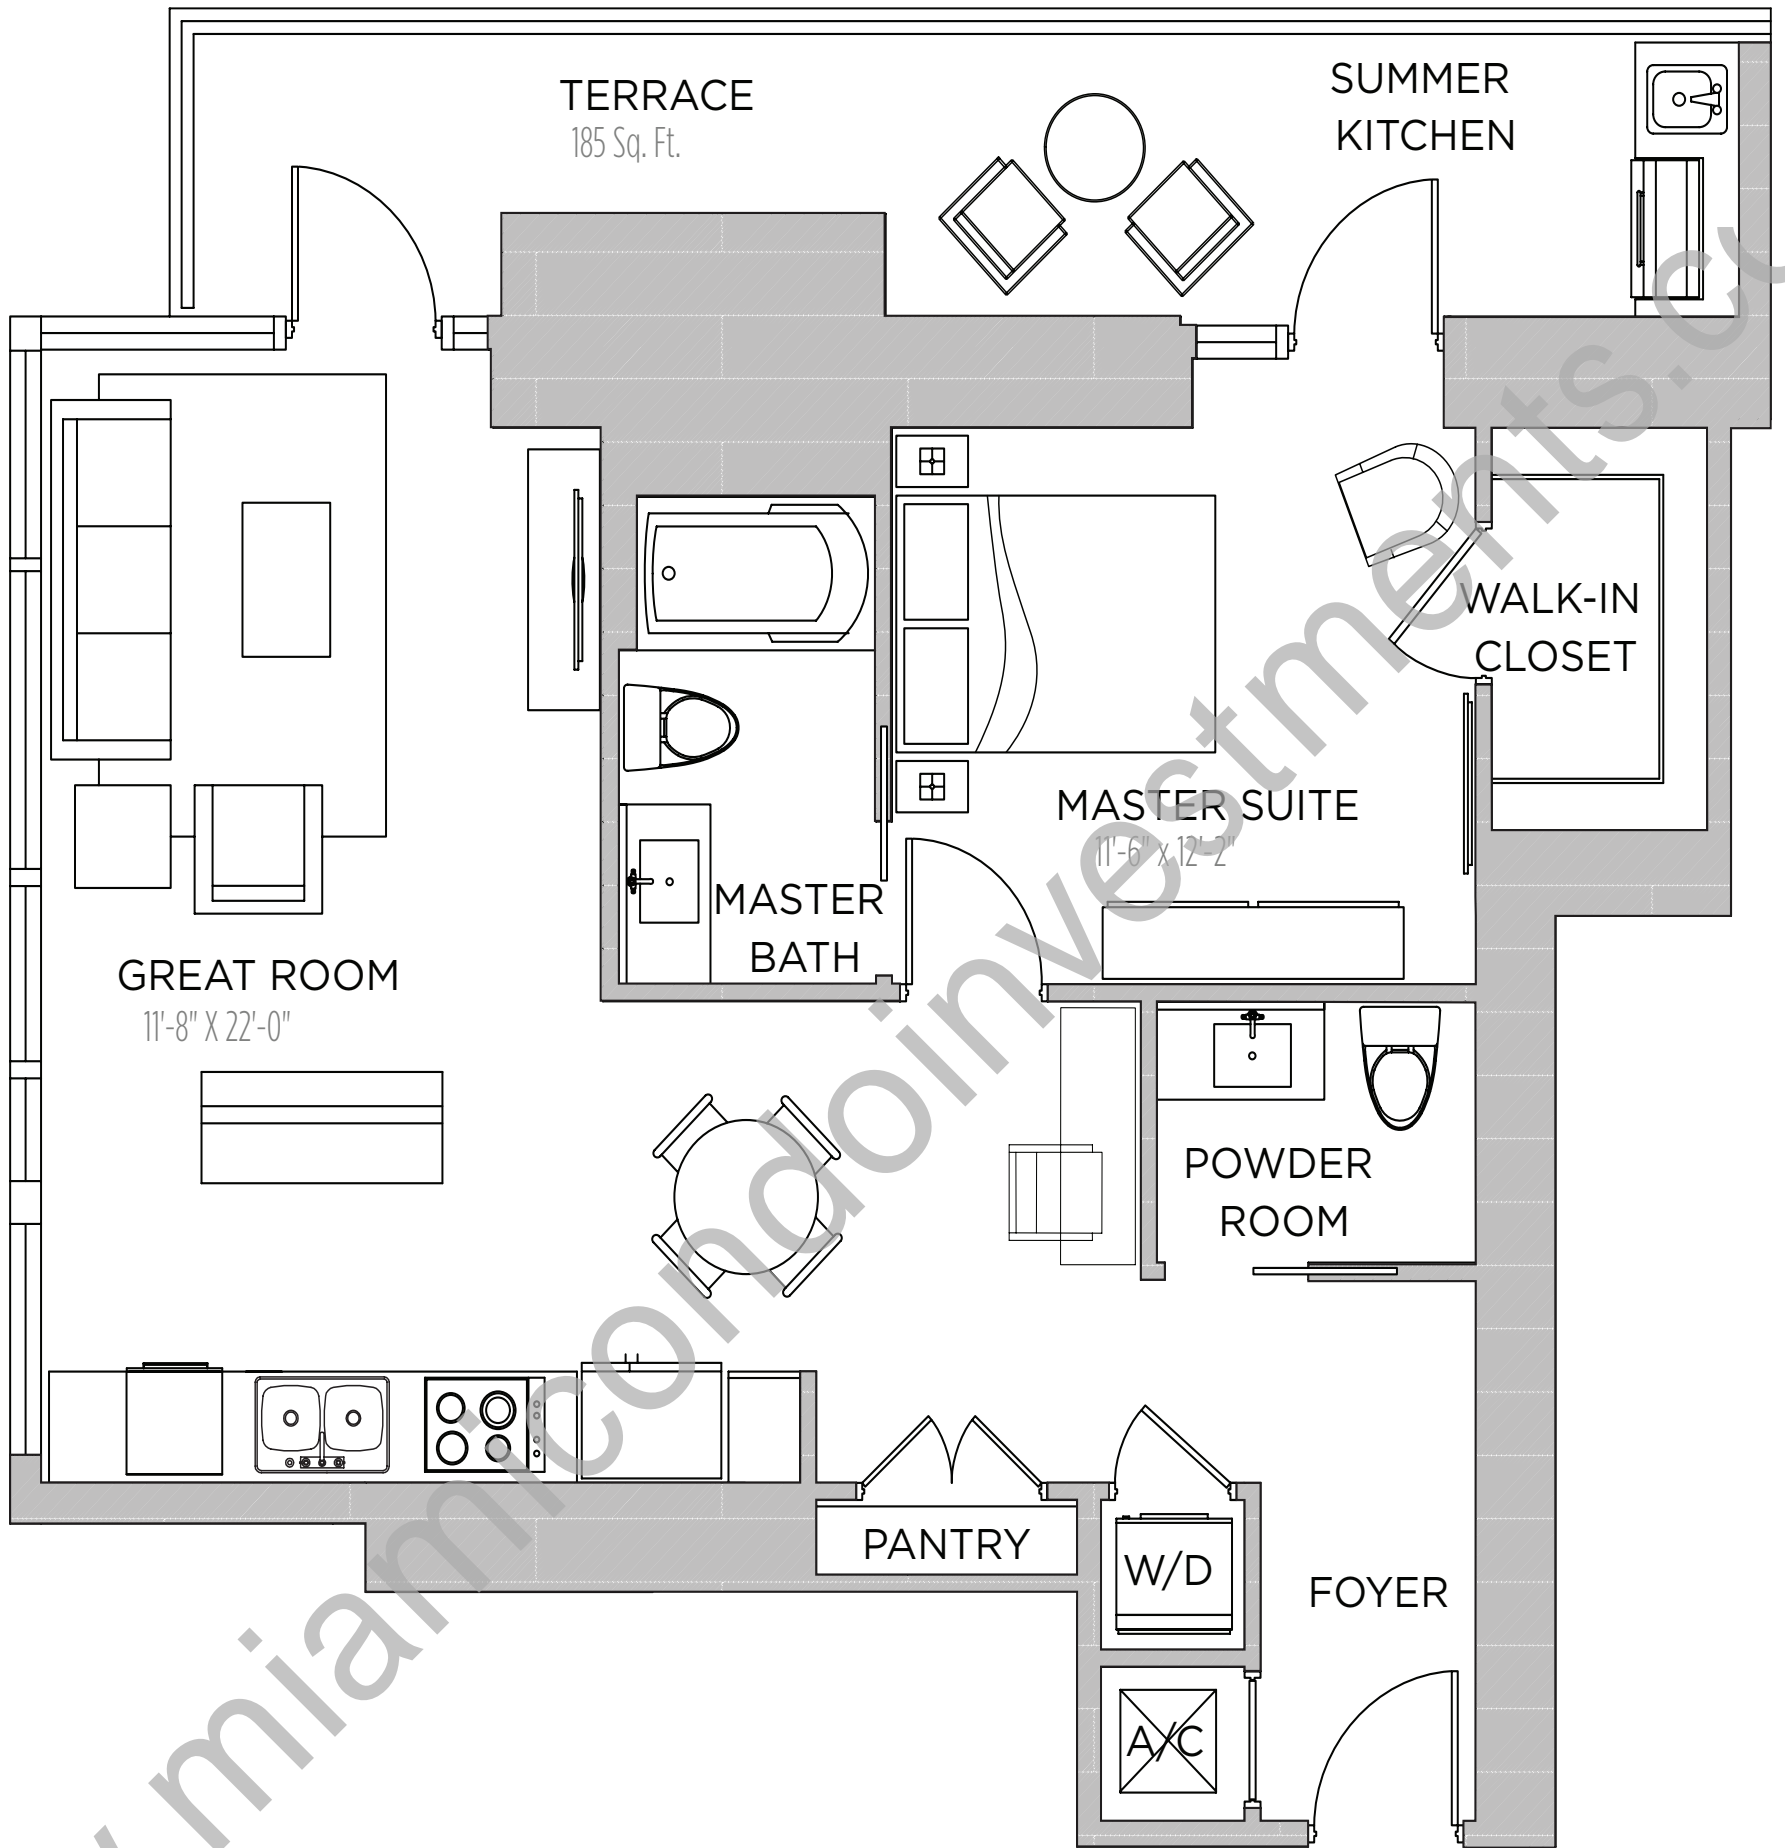 TERRACE
185 Sq. Ft.
SUMMER
KITCHEN
WALK-IN
CLOSET
MASTER SUITE
11'-6" x 12'-2"
MASTER
BATH
GREAT ROOM
11'-8" X 22'-0"
POWDER
ROOM
PANTRY
W/D
FOYER
A/C
miamicondoinvestments.co